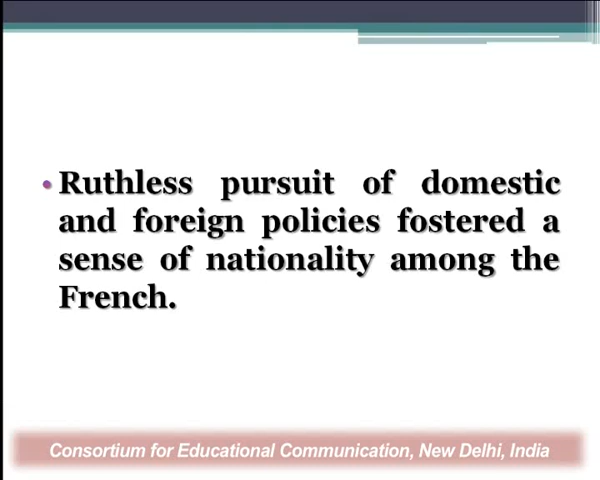 • Ruthless pursuit of domestic
and foreign policies fostered a
sense of nationality among the
French.
Consortium for Educational Communication, New Delhi, India